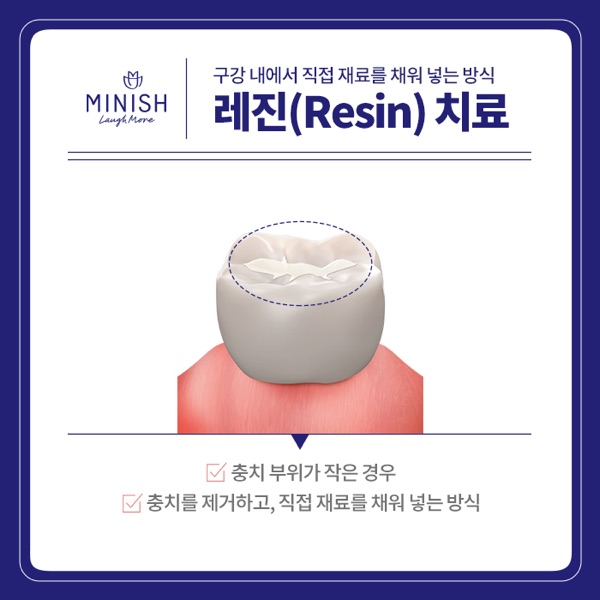 MINISH
Laugh More
구강 내에서 직접 재료를 채워 넣는 방식
레진(Resin) 치료
충치 부위가 작은 경우
충치를 제거하고, 직접 재료를 채워 넣는 방식